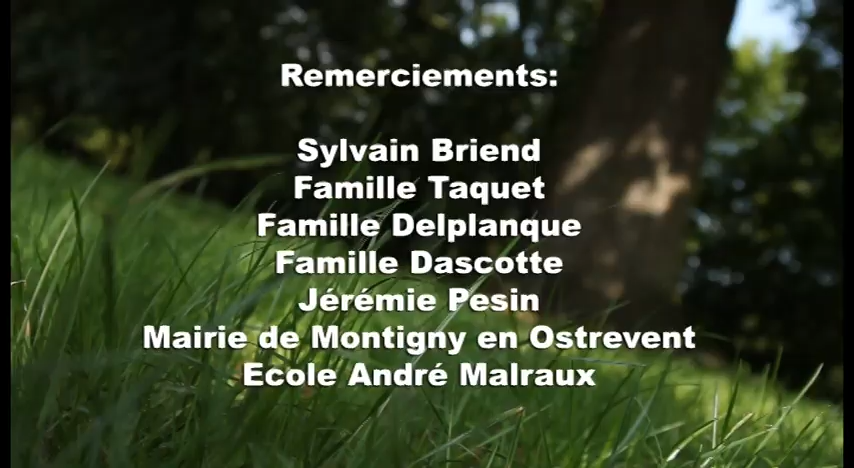 Remerciements:
Sylvain Briend
Famille Taquet
Famille Delplanque
Famille Dascotte
Jérémie Pesin
Mairie de Montigny en Ostrevent
Ecole André Malraux